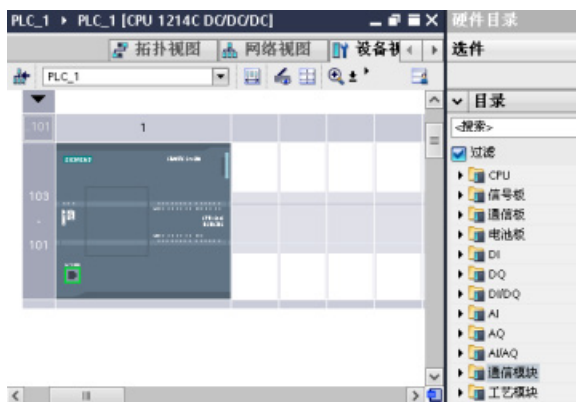 PLC_1 ▸ PLC_1 [CPU 1214C DC/DC/DC]
硬件目录
拓扑视图
网络视图
设备视
选件
PLC_1
目录
<搜索>
过滤
101
1
103
101
SIEMENS
CPU
信号板
通信板
电池板
DI
DQ
DI/DQ
AI
AQ
AI/AQ
通信模块
工艺模块